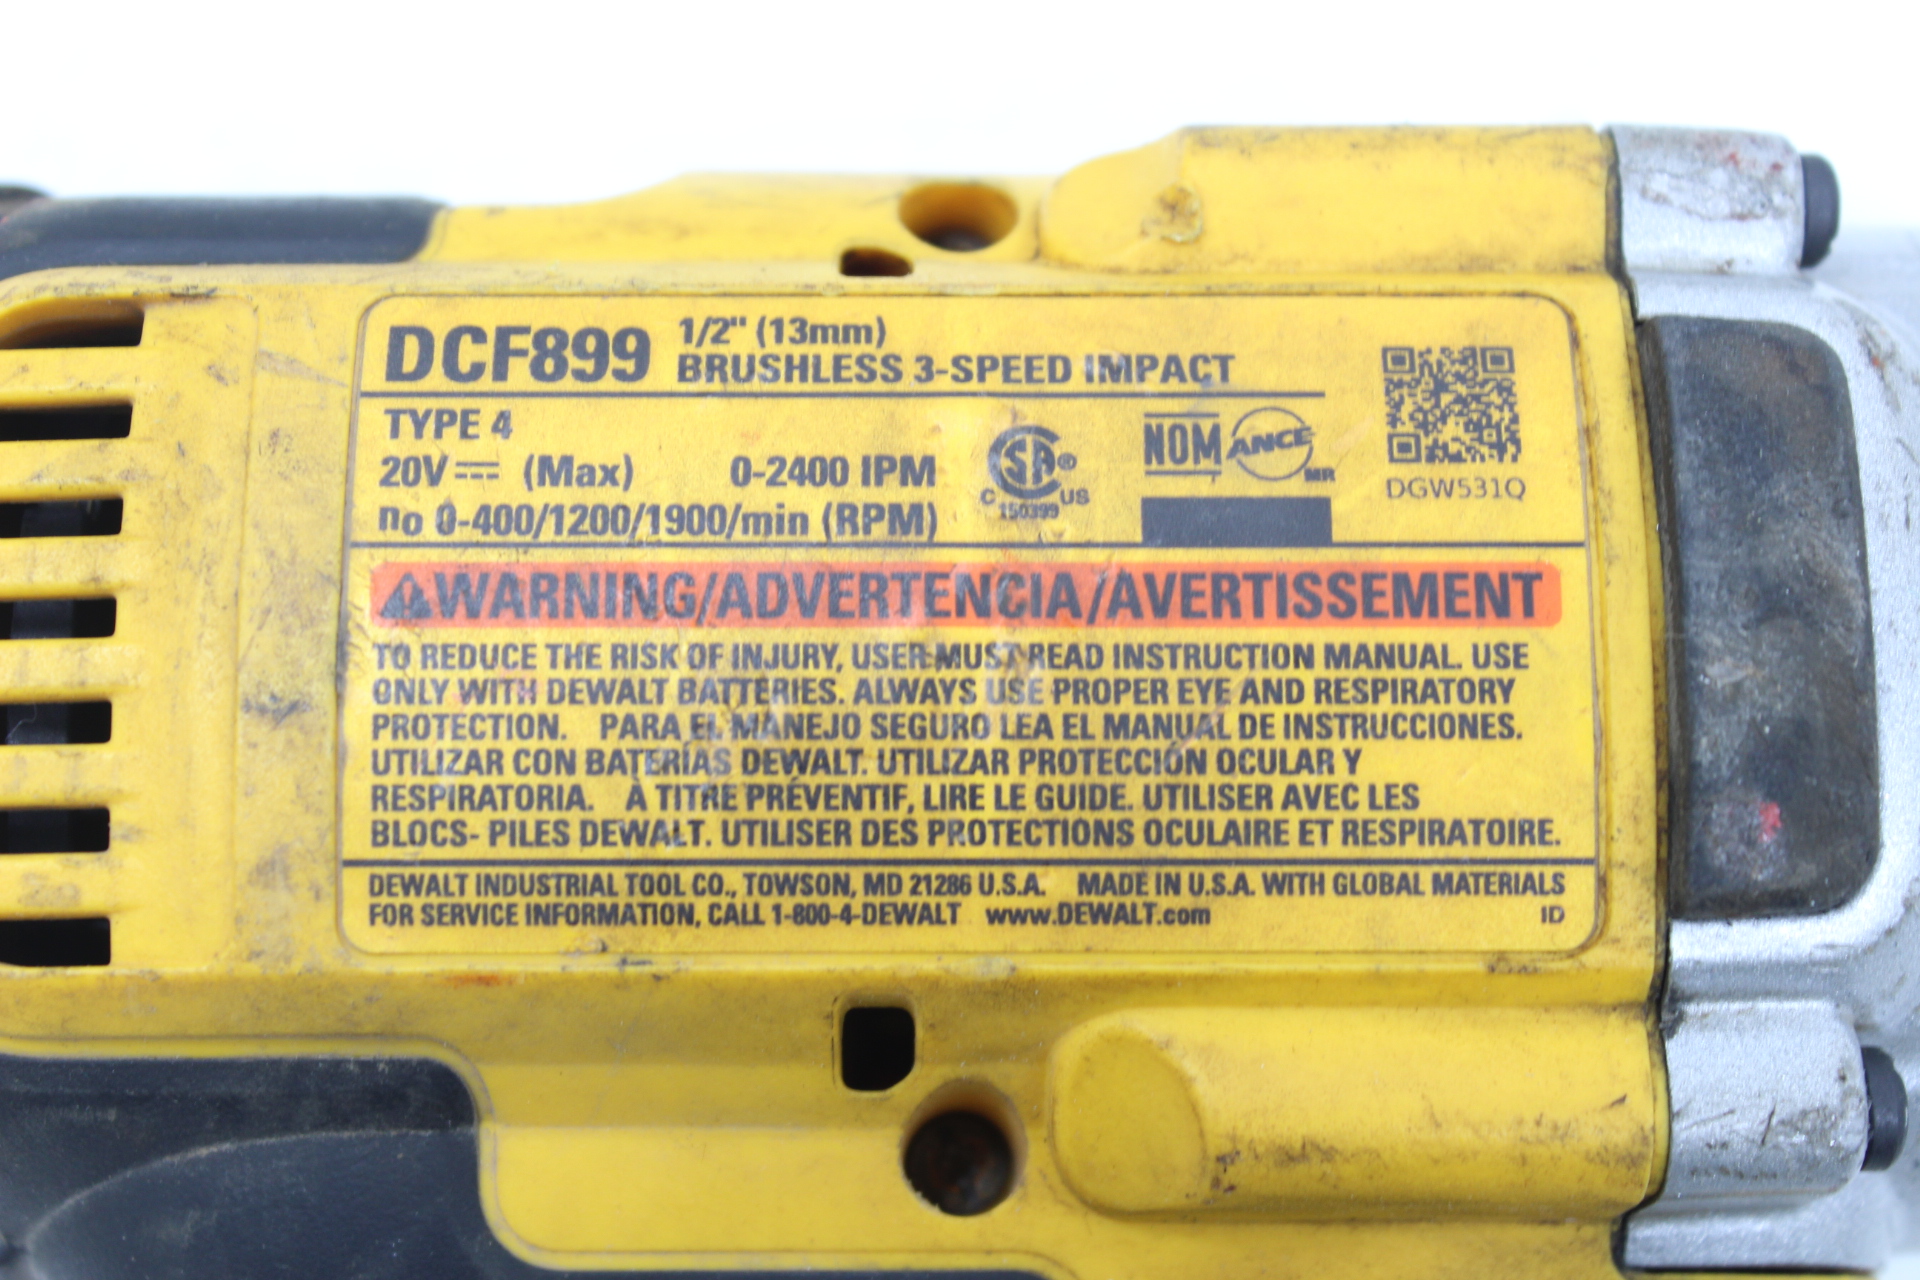 DCF899 1/2" (13mm)
BRUSHLESS 3-SPEED IMPACT
TYPE 4
20V⎓ (Max) 0-2400 IPM
no 0-400/1200/1900/min (RPM)
CSA® C US
150399
NOM ANCE MR
DGW531Q
⚠WARNING/ADVERTENCIA/AVERTISSEMENT
TO REDUCE THE RISK OF INJURY, USER MUST READ INSTRUCTION MANUAL. USE
ONLY WITH DEWALT BATTERIES. ALWAYS USE PROPER EYE AND RESPIRATORY
PROTECTION. PARA EL MANEJO SEGURO LEA EL MANUAL DE INSTRUCCIONES.
UTILIZAR CON BATERÍAS DEWALT. UTILIZAR PROTECCIÓN OCULAR Y
RESPIRATORIA. À TITRE PRÉVENTIF, LIRE LE GUIDE. UTILISER AVEC LES
BLOCS- PILES DEWALT. UTILISER DES PROTECTIONS OCULAIRE ET RESPIRATOIRE.
DEWALT INDUSTRIAL TOOL CO., TOWSON, MD 21286 U.S.A. MADE IN U.S.A. WITH GLOBAL MATERIALS
FOR SERVICE INFORMATION, CALL 1-800-4-DEWALT www.DEWALT.com ID